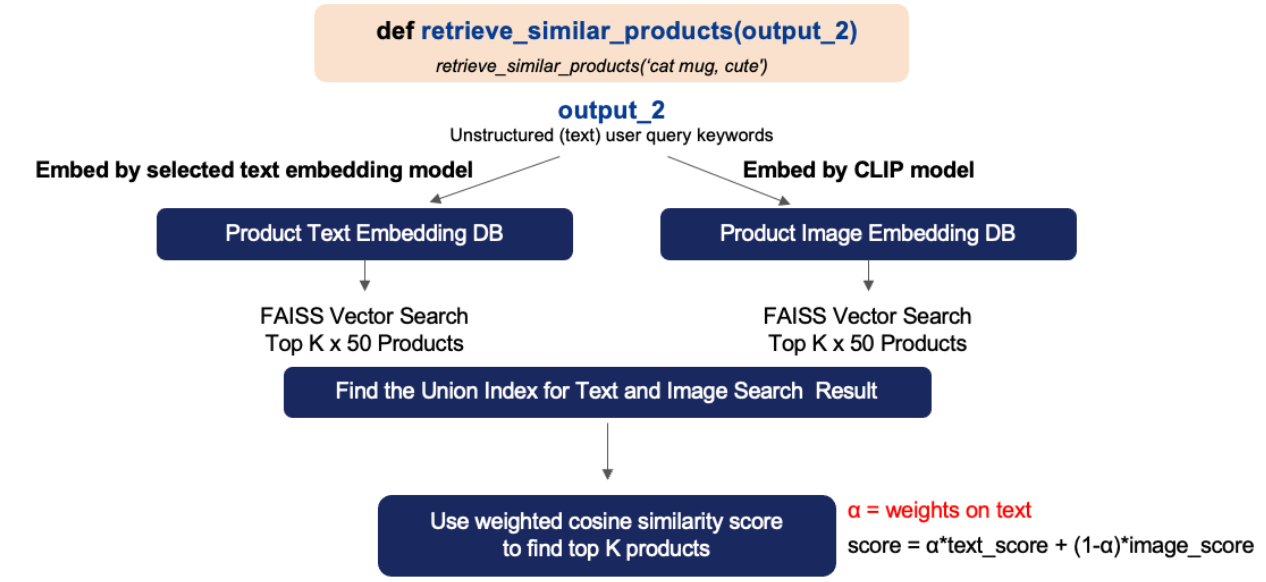 def retrieve_similar_products(output_2)
retrieve_similar_products(‘cat mug, cute')
output_2
Unstructured (text) user query keywords
Embed by selected text embedding model
Embed by CLIP model
Product Text Embedding DB
Product Image Embedding DB
FAISS Vector Search
Top K x 50 Products
FAISS Vector Search
Top K x 50 Products
Find the Union Index for Text and Image Search Result
Use weighted cosine similarity score
to find top K products
α = weights on text
score = α*text_score + (1-α)*image_score